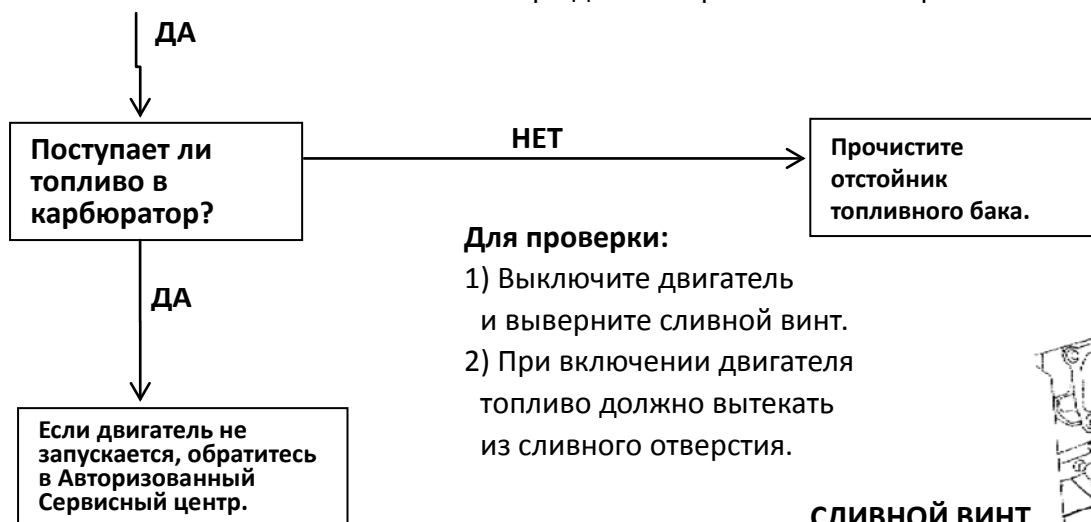 ДА
Поступает ли
топливо в
карбюратор?
НЕТ
Прочистите
отстойник
топливного бака.
Для проверки:
1) Выключите двигатель
и выверните сливной винт.
2) При включении двигателя
топливо должно вытекать
из сливного отверстия.
ДА
Если двигатель не
запускается, обратитесь
в Авторизованный
Сервисный центр.
СЛИВНОЙ ВИНТ